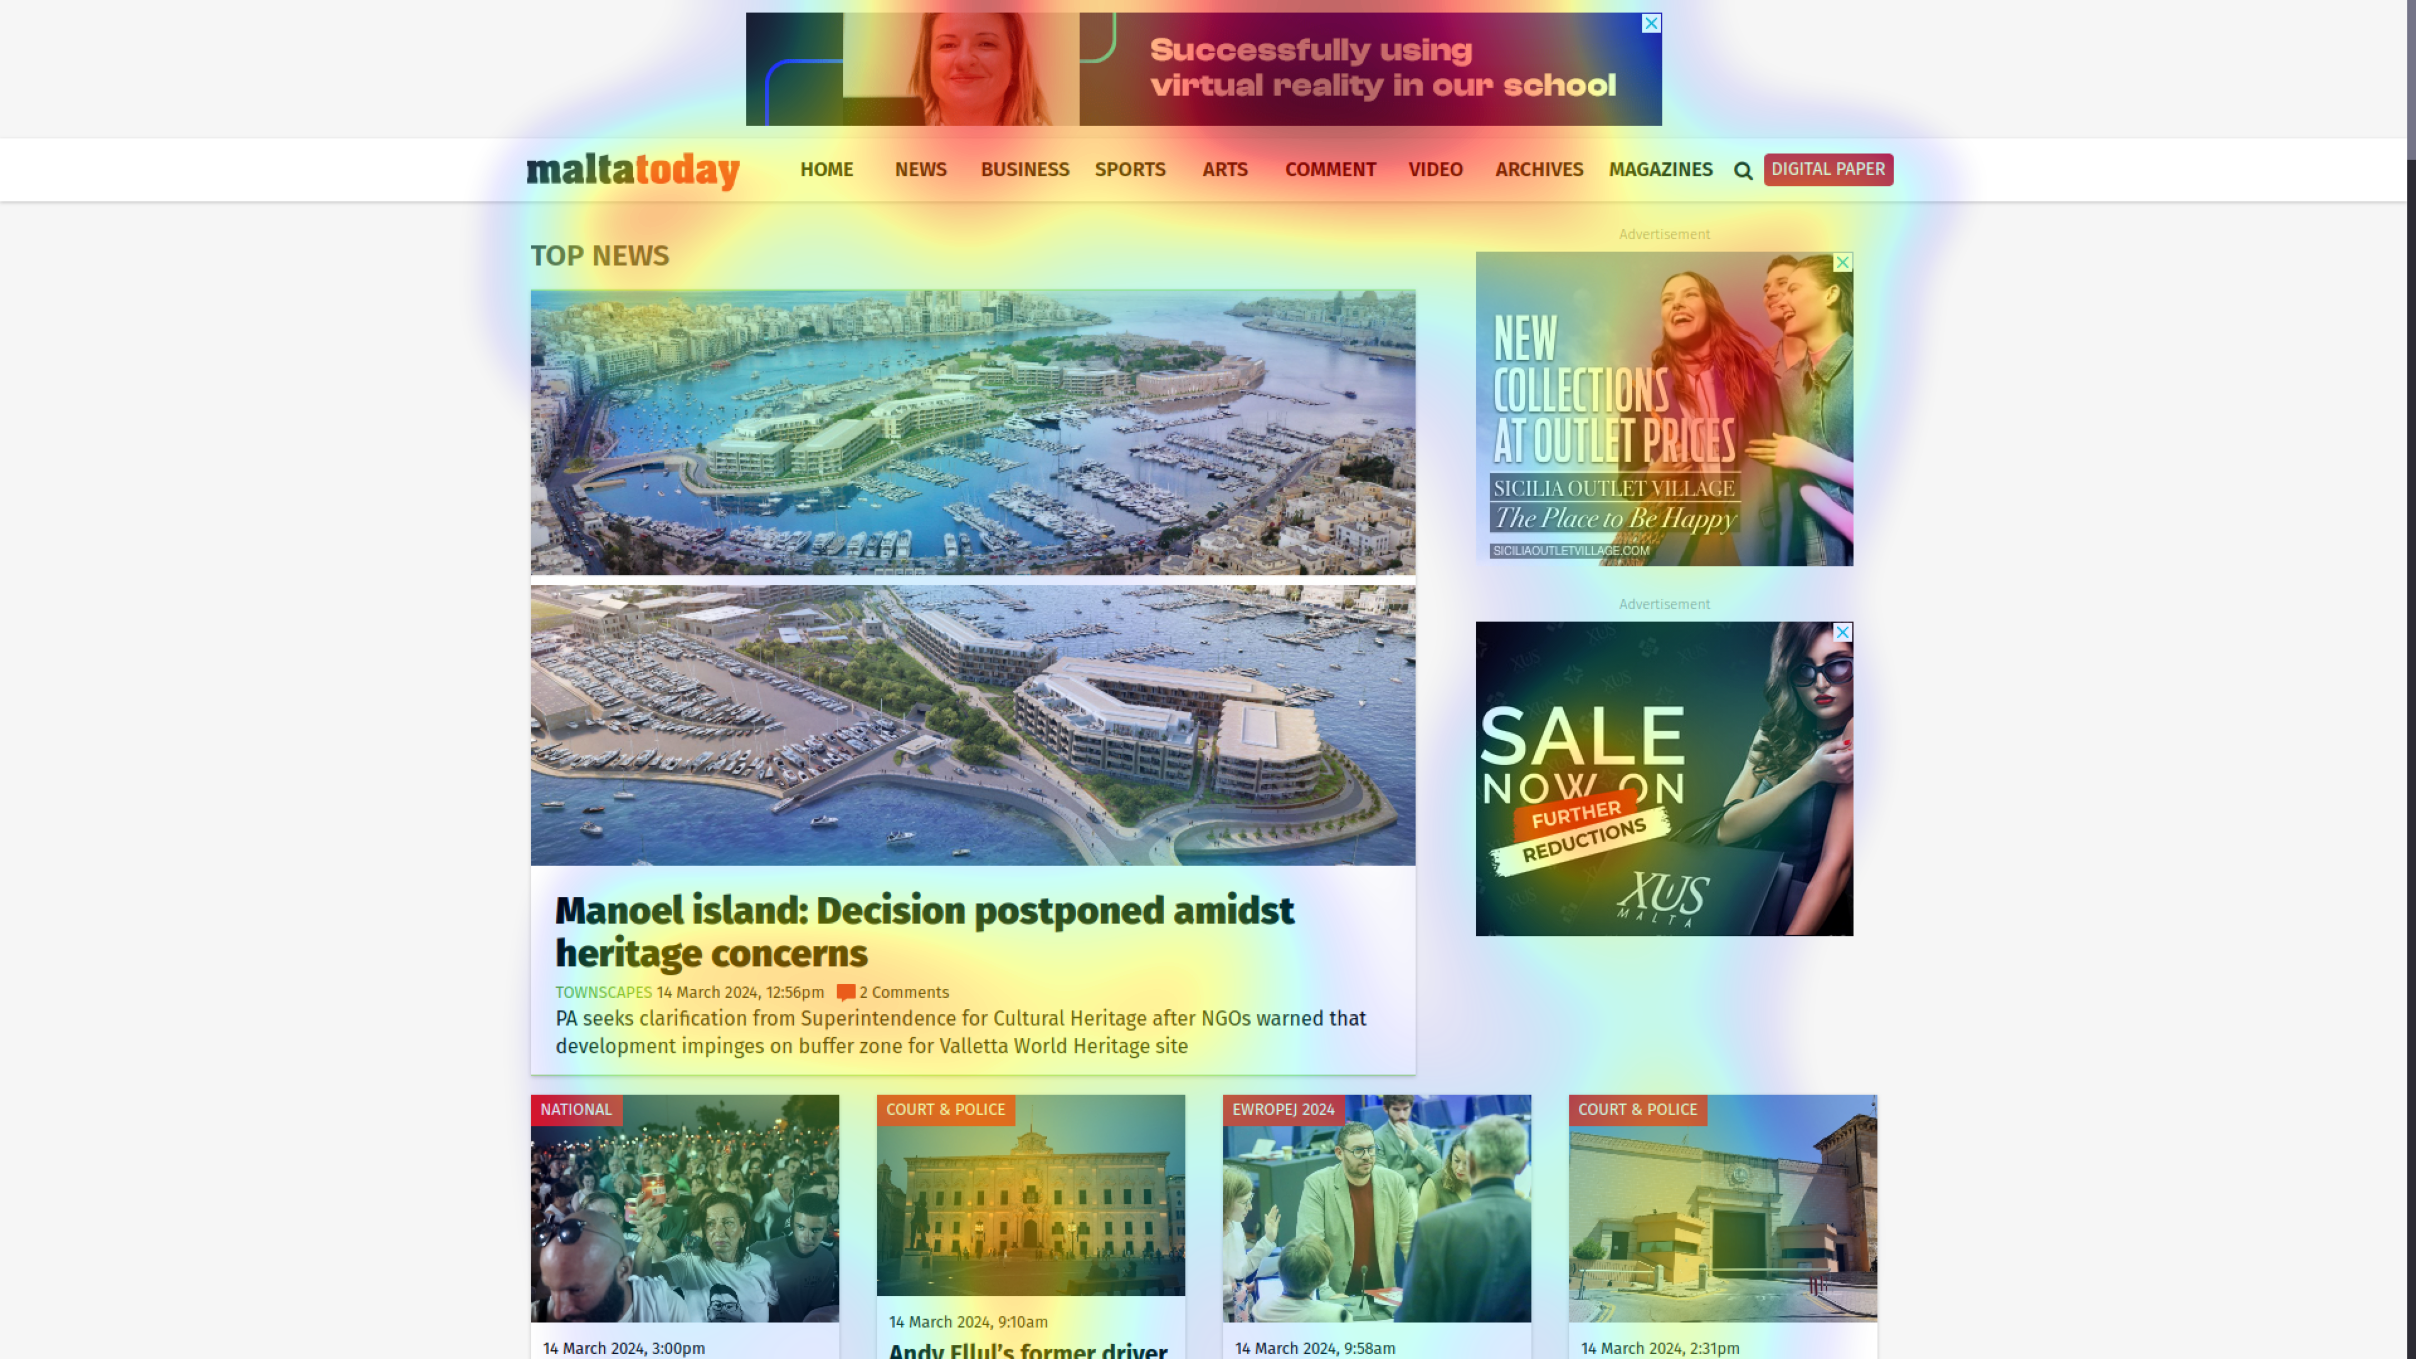 Successfully using
virtual reality in our school
maltatoday
HOME NEWS BUSINESS SPORTS ARTS COMMENT VIDEO ARCHIVES MAGAZINES DIGITAL PAPER
TOP NEWS
Advertisement
NEW
COLLECTIONS
AT OUTLET PRICES
SICILIA OUTLET VILLAGE
The Place to Be Happy
SICILIAOUTLETVILLAGE.COM
Advertisement
SALE
NOW ON
FURTHER
REDUCTIONS
XUS
MALTA
Manoel island: Decision postponed amidst
heritage concerns
TOWNSCAPES 14 March 2024, 12:56pm 2 Comments
PA seeks clarification from Superintendence for Cultural Heritage after NGOs warned that
development impinges on buffer zone for Valletta World Heritage site
NATIONAL
14 March 2024, 3:00pm
COURT & POLICE
14 March 2024, 9:10am
Andy Ellul's former driver
EWROPEJ 2024
14 March 2024, 9:58am
COURT & POLICE
14 March 2024, 2:31pm